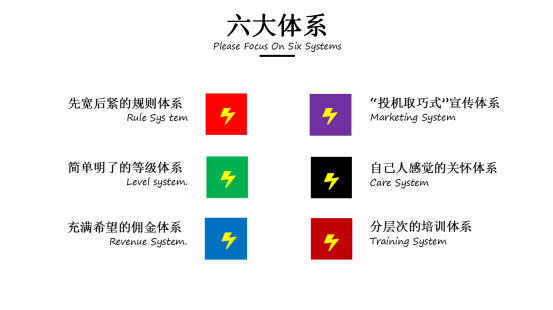 六大体系
Please Focus On Six Systems
先宽后紧的规则体系
Rule Sys tem
“投机取巧式”宣传体系
Marketing System
简单明了的等级体系
Level system.
自己人感觉的关怀体系
Care System
充满希望的佣金体系
Revenue System.
分层次的培训体系
Training System